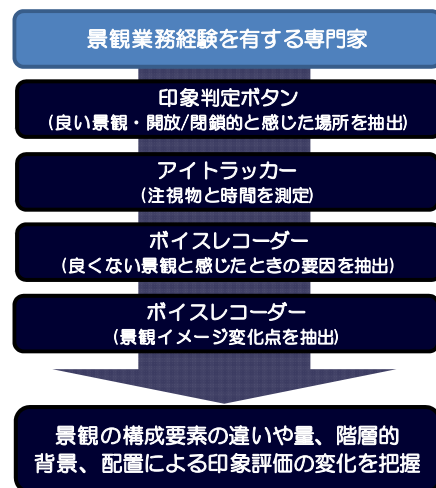 景観業務経験を有する専門家
印象判定ボタン
(良い景観・開放/閉鎖的と感じた場所を抽出)
アイトラッカー
(注視物と時間を測定)
ボイスレコーダー
(良くない景観と感じたときの要因を抽出)
ボイスレコーダー
(景観イメージ変化点を抽出)
景観の構成要素の違いや量、階層的
背景、配置による印象評価の変化を把握